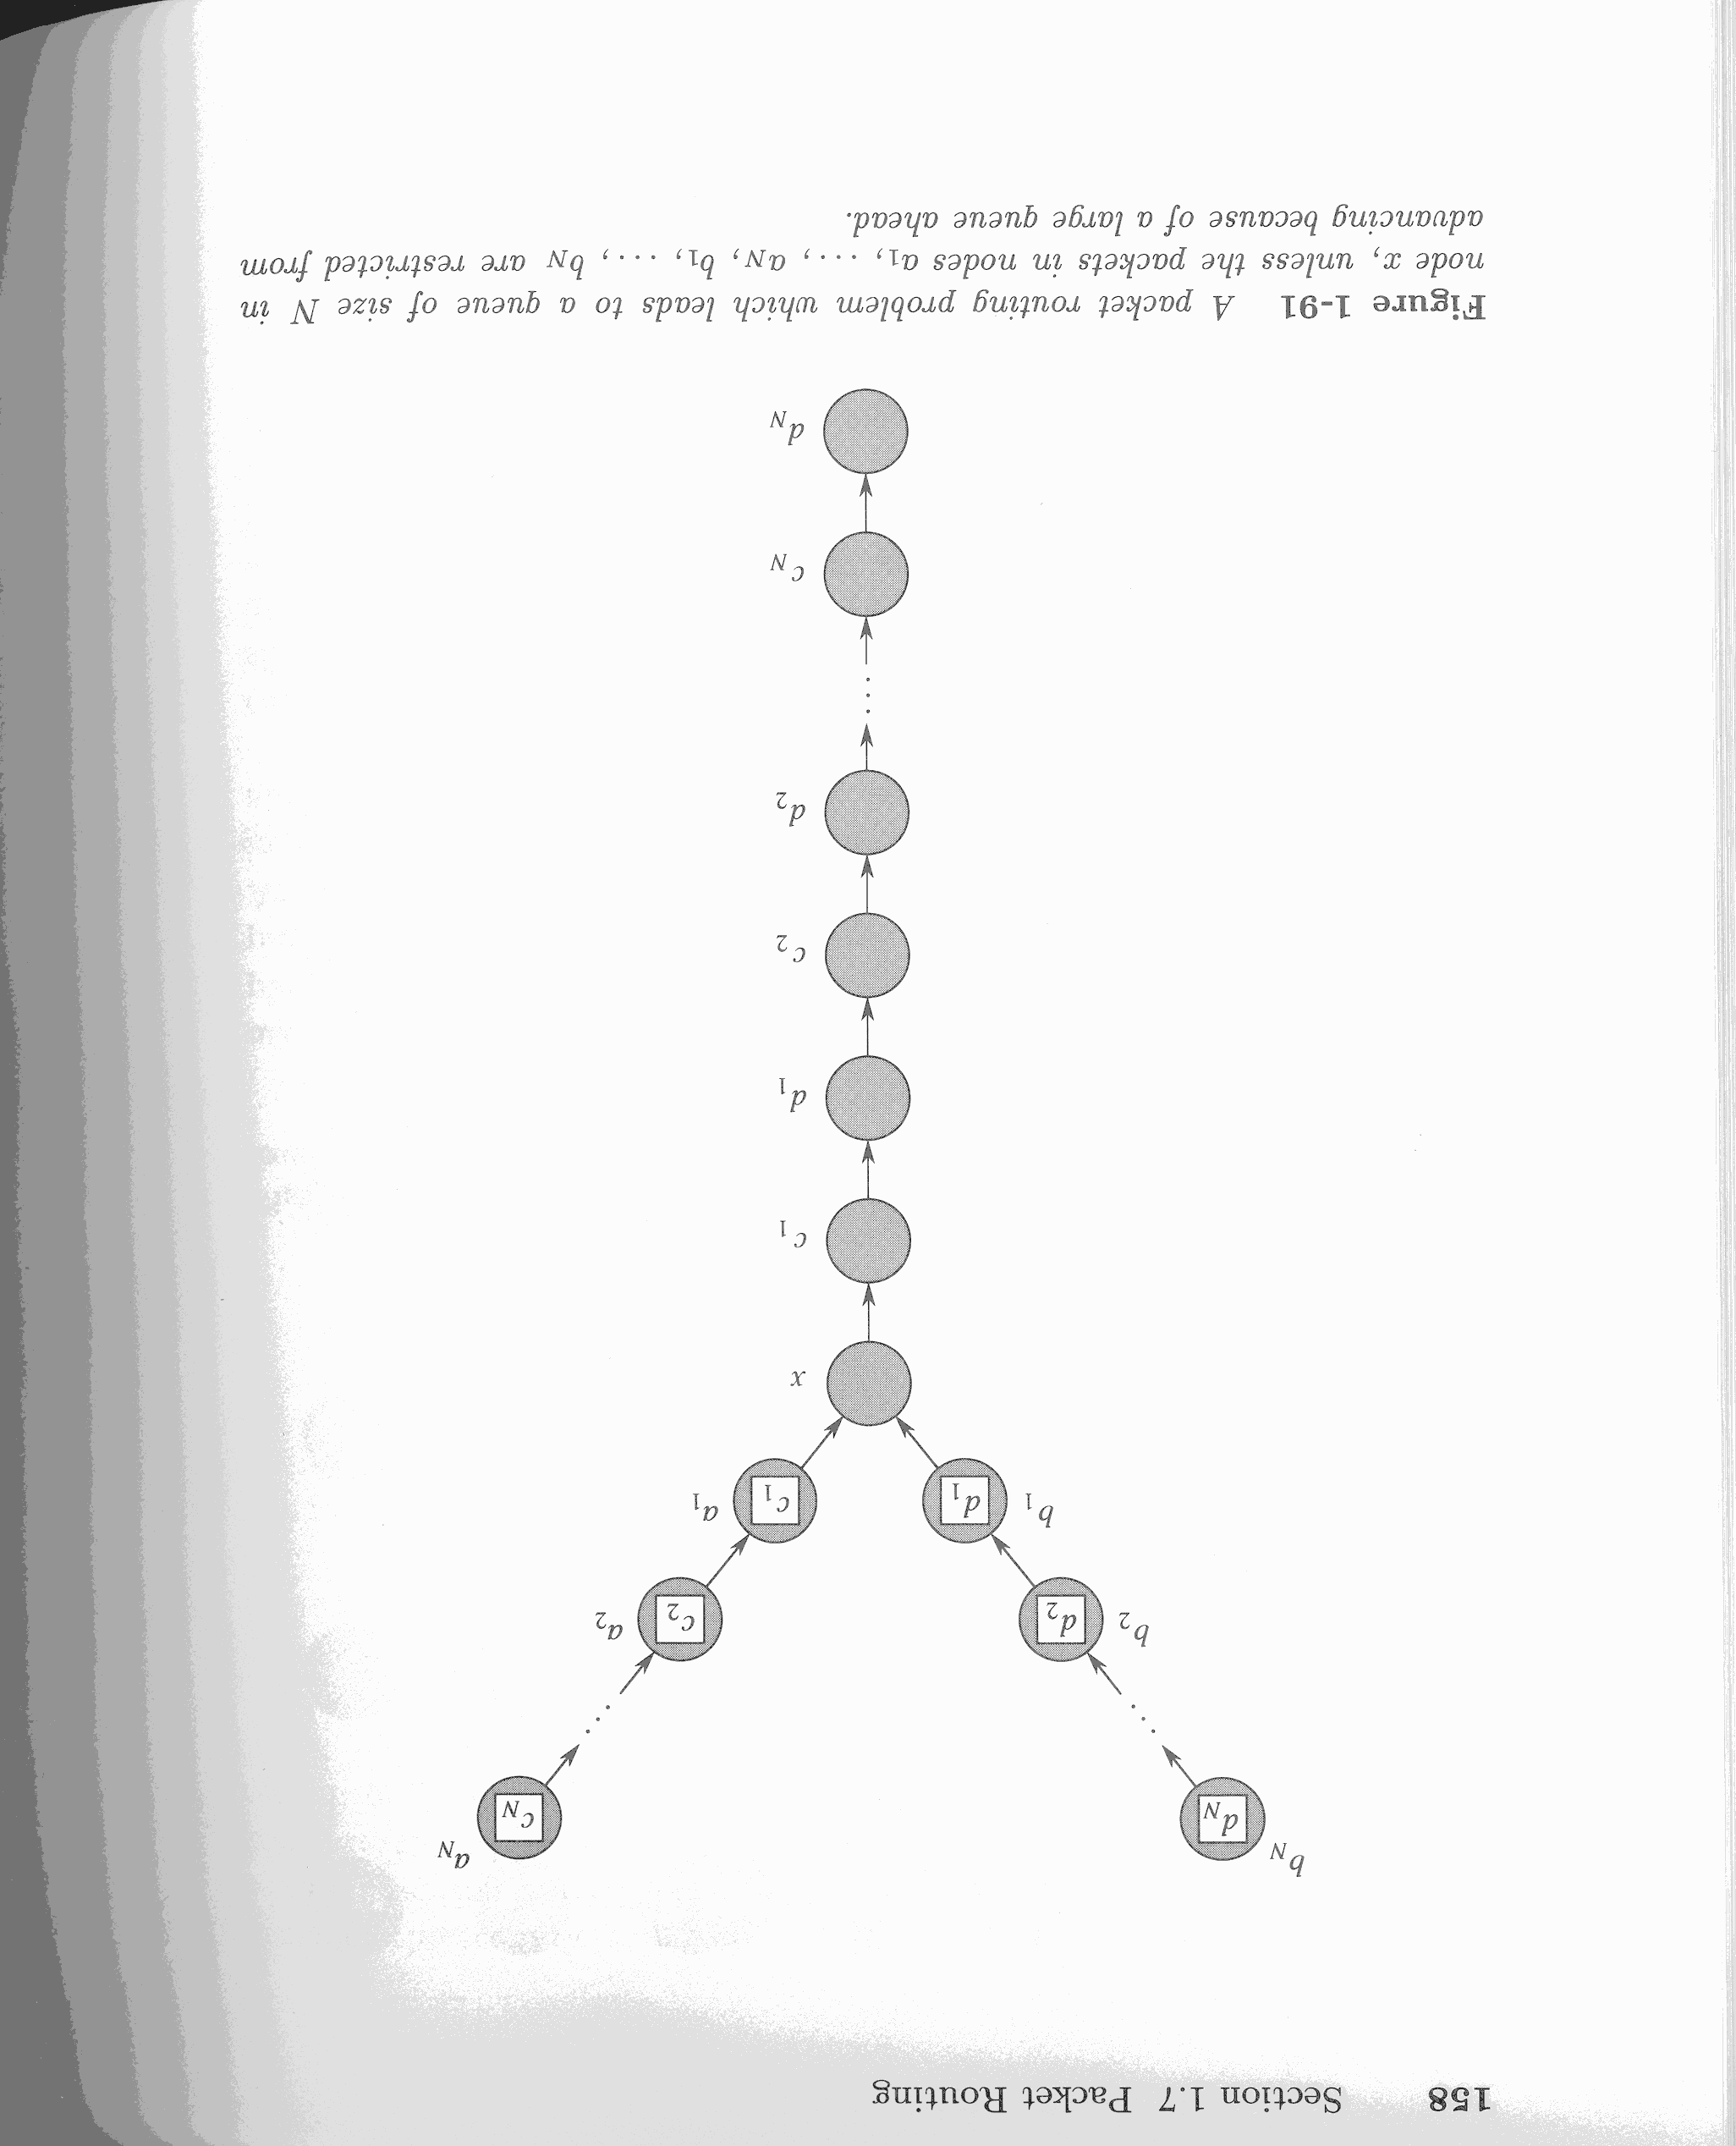 158 Section 1.7 Packet Routing
b_N a_N
d_N c_N
b_2 d_2 c_2 a_2
b_1 d_1 c_1 a_1
x
c_1
d_1
c_2
d_2
c_N
d_N
Figure 1-91 A packet routing problem which leads to a queue of size N in
node x, unless the packets in nodes a_1, ..., a_N, b_1, ..., b_N are restricted from
advancing because of a large queue ahead.